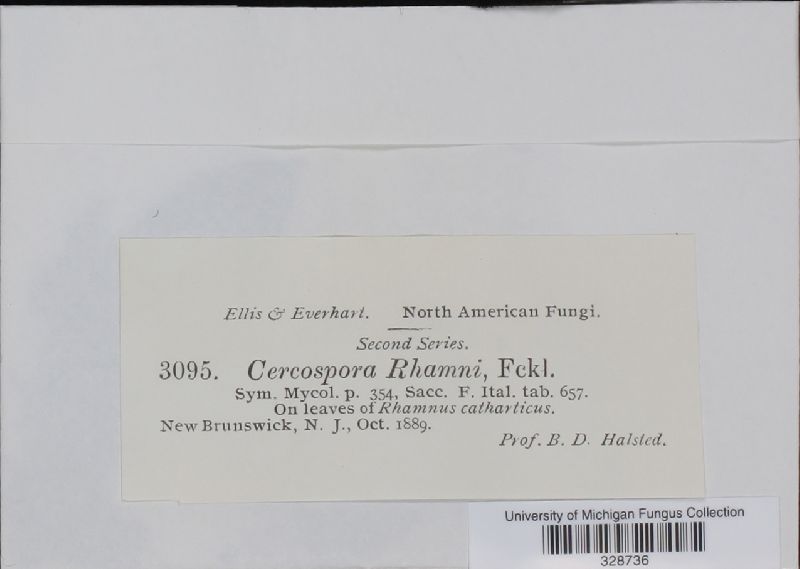 Ellis & Everhart. North American Fungi.
Second Series.
3095. Cercospora Rhamni, Fckl.
Sym. Mycol. p. 354, Sacc. F. Ital. tab. 657.
On leaves of Rhamnus catharticus.
New Brunswick, N. J., Oct. 1889.
Prof. B. D. Halsted.
University of Michigan Fungus Collection
328736